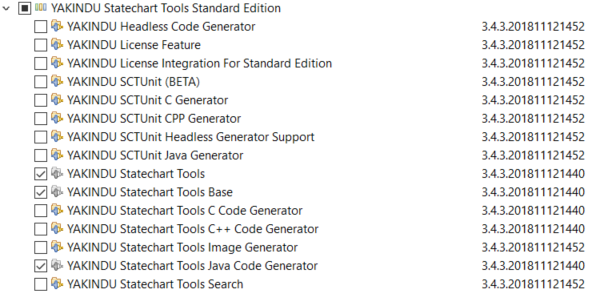 YAKINDU Statechart Tools Standard Edition
YAKINDU Headless Code Generator 3.4.3.201811121452
YAKINDU License Feature 3.4.3.201811121452
YAKINDU License Integration For Standard Edition 3.4.3.201811121452
YAKINDU SCTUnit (BETA) 3.4.3.201811121452
YAKINDU SCTUnit C Generator 3.4.3.201811121452
YAKINDU SCTUnit CPP Generator 3.4.3.201811121452
YAKINDU SCTUnit Headless Generator Support 3.4.3.201811121452
YAKINDU SCTUnit Java Generator 3.4.3.201811121452
YAKINDU Statechart Tools 3.4.3.201811121440
YAKINDU Statechart Tools Base 3.4.3.201811121440
YAKINDU Statechart Tools C Code Generator 3.4.3.201811121440
YAKINDU Statechart Tools C++ Code Generator 3.4.3.201811121440
YAKINDU Statechart Tools Image Generator 3.4.3.201811121452
YAKINDU Statechart Tools Java Code Generator 3.4.3.201811121440
YAKINDU Statechart Tools Search 3.4.3.201811121452